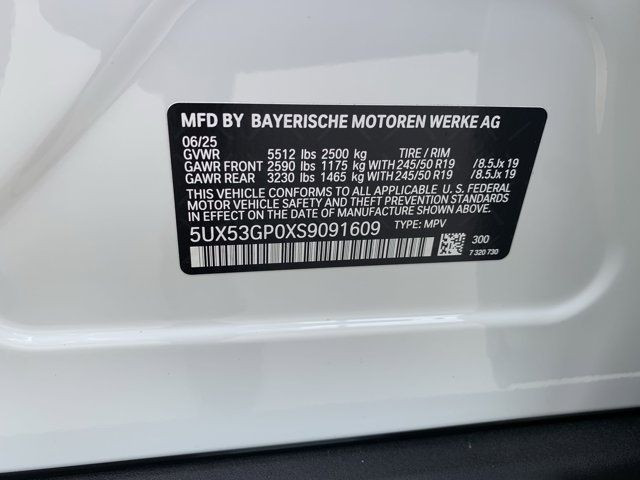 MFD BY BAYERISCHE MOTOREN WERKE AG
06/25
GVWR 5512 lbs 2500 kg TIRE / RIM
GAWR FRONT 2590 lbs 1175 kg WITH 245/50 R19 /8.5Jx19
GAWR REAR 3230 lbs 1465 kg WITH 245/50 R19 /8.5Jx19
THIS VEHICLE CONFORMS TO ALL APPLICABLE U. S. FEDERAL
MOTOR VEHICLE SAFETY AND THEFT PREVENTION STANDARDS
IN EFFECT ON THE DATE OF MANUFACTURE SHOWN ABOVE.
5UX53GP0XS9091609 TYPE: MPV
300
7 320 730